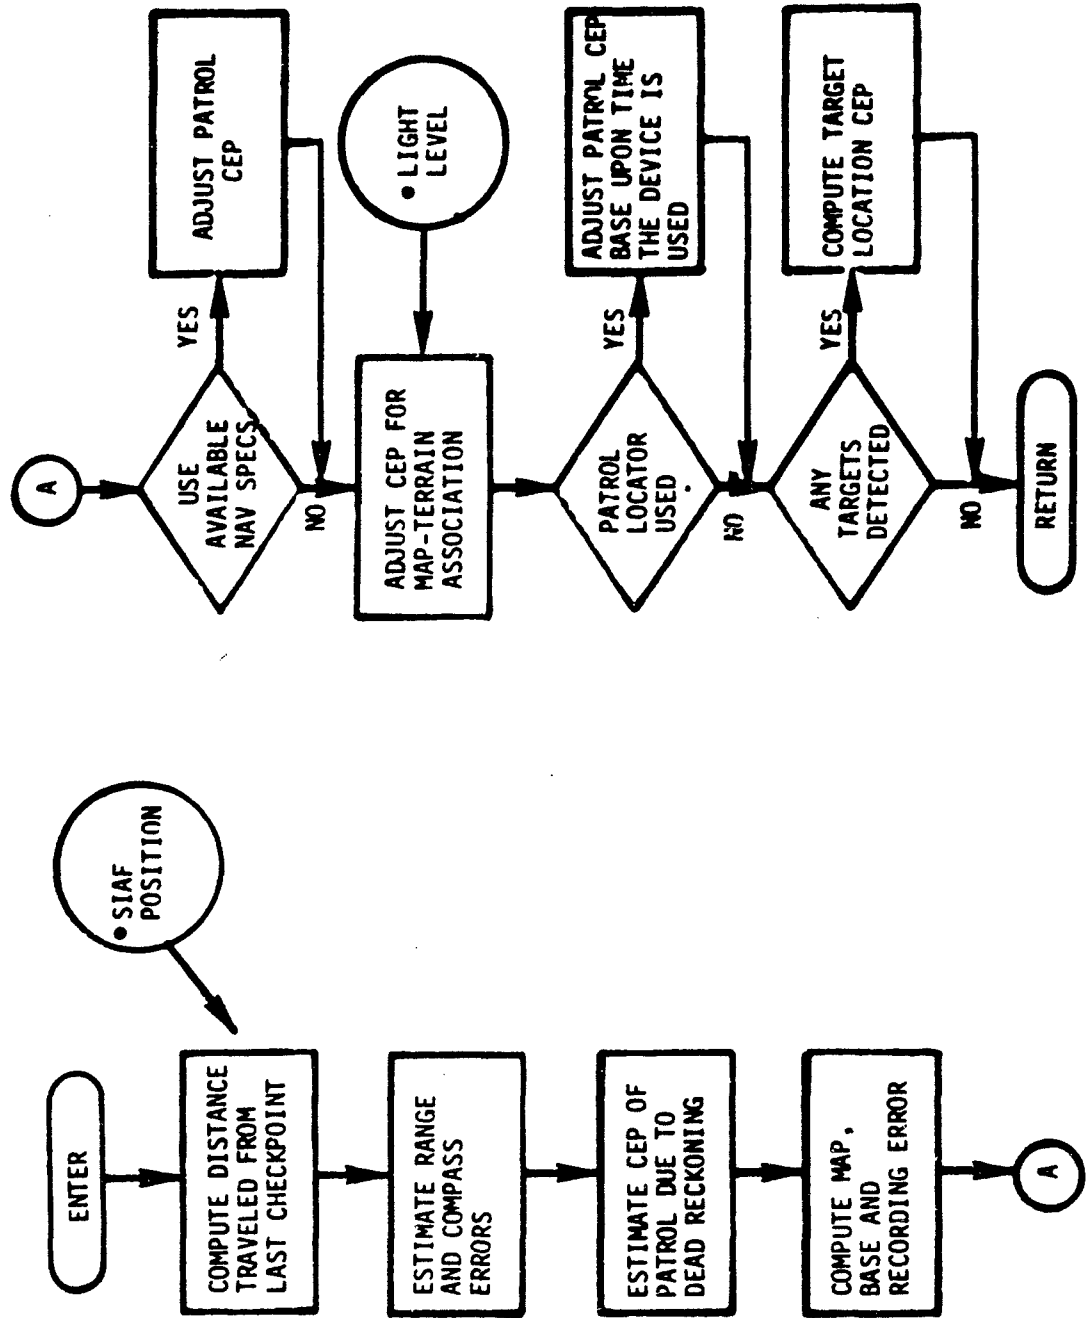 ENTER
● SIAF
POSITION
COMPUTE DISTANCE
TRAVELED FROM
LAST CHECKPOINT
ESTIMATE RANGE
AND COMPASS
ERRORS
ESTIMATE CEP OF
PATROL DUE TO
DEAD RECKONING
COMPUTE MAP,
BASE AND
RECORDING ERROR
A
A
USE
AVAILABLE
NAV SPECS
YES
ADJUST PATROL
CEP
NO
● LIGHT
LEVEL
ADJUST CEP FOR
MAP-TERRAIN
ASSOCIATION
PATROL
LOCATOR
USED
YES
ADJUST PATROL CEP
BASE UPON TIME
THE DEVICE IS
USED
NO
ANY
TARGETS
DETECTED
YES
COMPUTE TARGET
LOCATION CEP
NO
RETURN